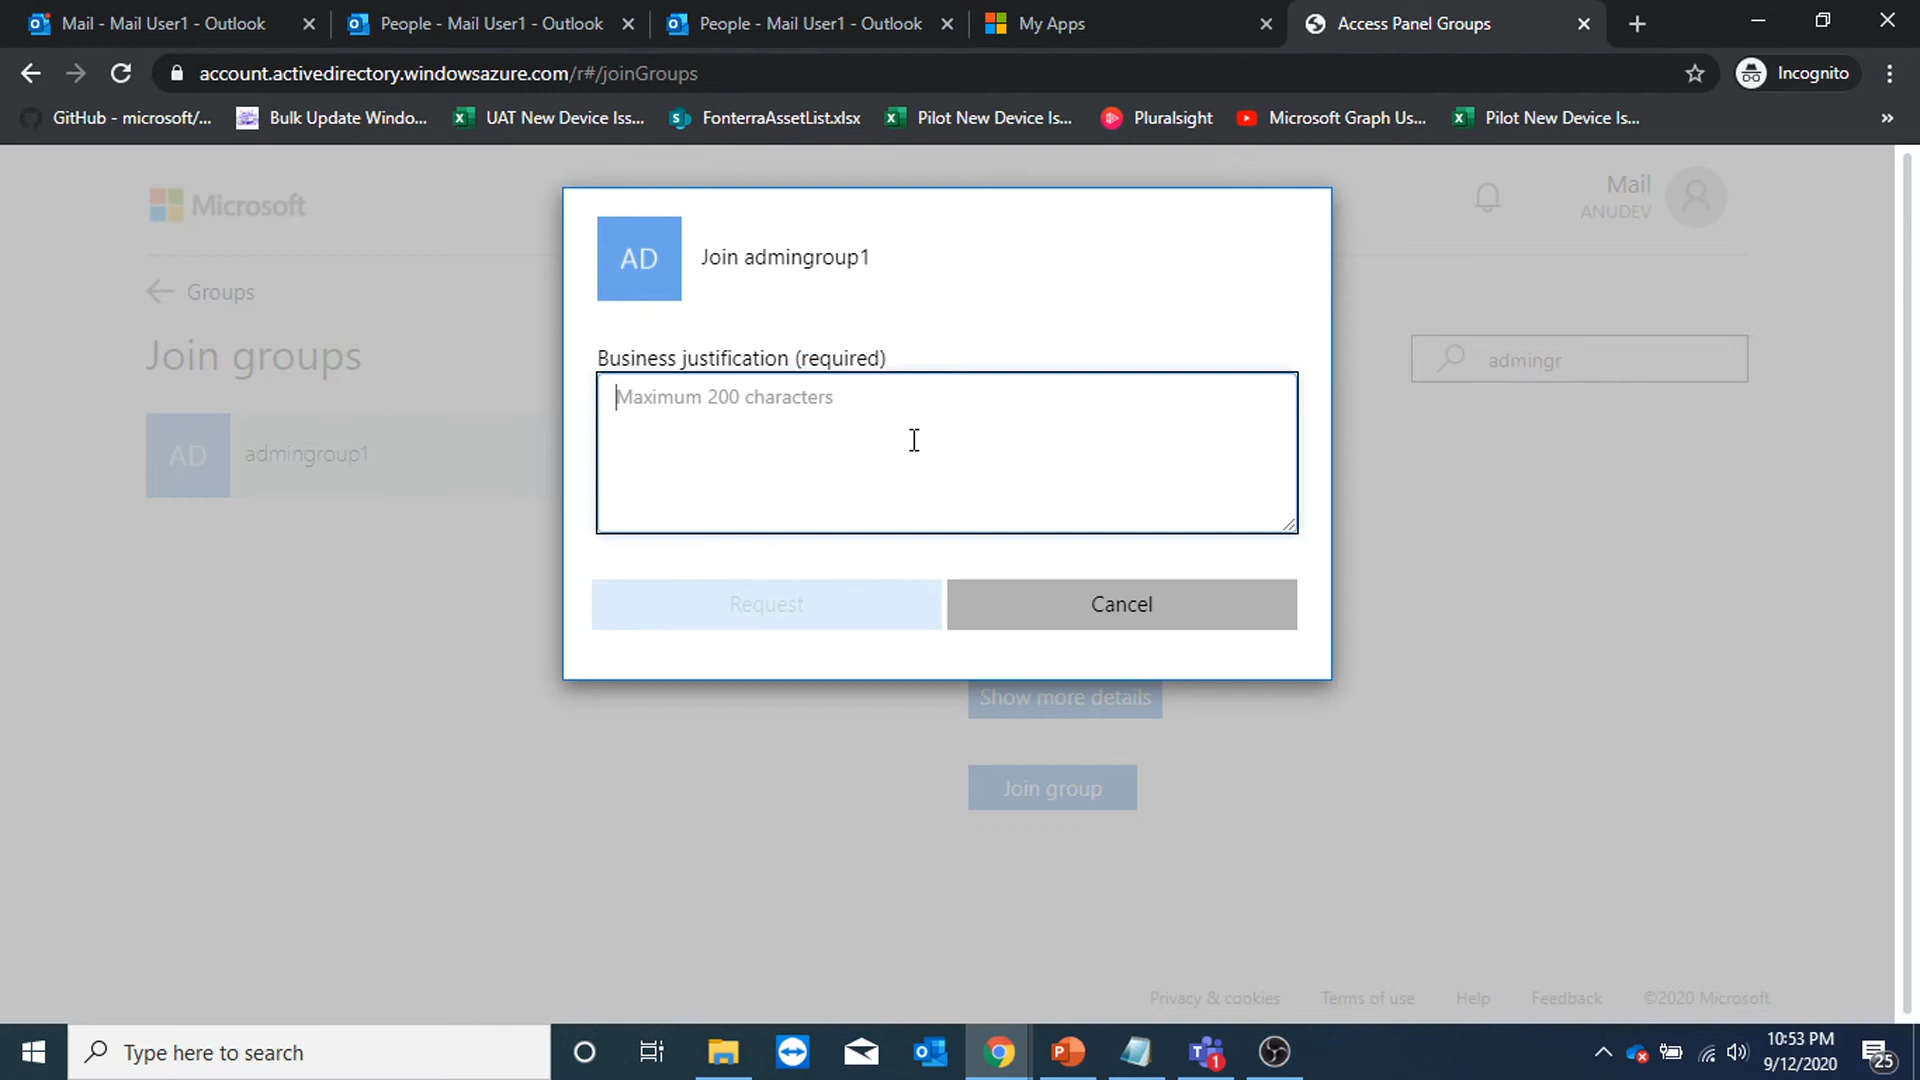 Mail - Mail User1 - Outlook
People - Mail User1 - Outlook
People - Mail User1 - Outlook
My Apps
Access Panel Groups
account.activedirectory.windowsazure.com/r#/joinGroups
Incognito
GitHub - microsoft/...
Bulk Update Windo...
UAT New Device Iss...
FonterraAssetList.xlsx
Pilot New Device Is...
Pluralsight
Microsoft Graph Us...
Pilot New Device Is...
»
Microsoft
Mail
ANUDEV
Groups
Join groups
admingr
AD
admingroup1
AD
Join admingroup1
Business justification (required)
Maximum 200 characters
Request
Cancel
Show more details
Join group
Privacy & cookies
Terms of use
Help
Feedback
©2020 Microsoft
Type here to search
1
10:53 PM
9/12/2020
25